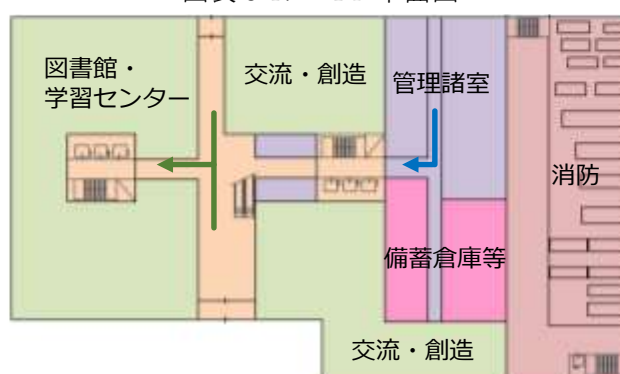 図書館・
学習センター
交流・創造
管理諸室
消防
備蓄倉庫等
交流・創造